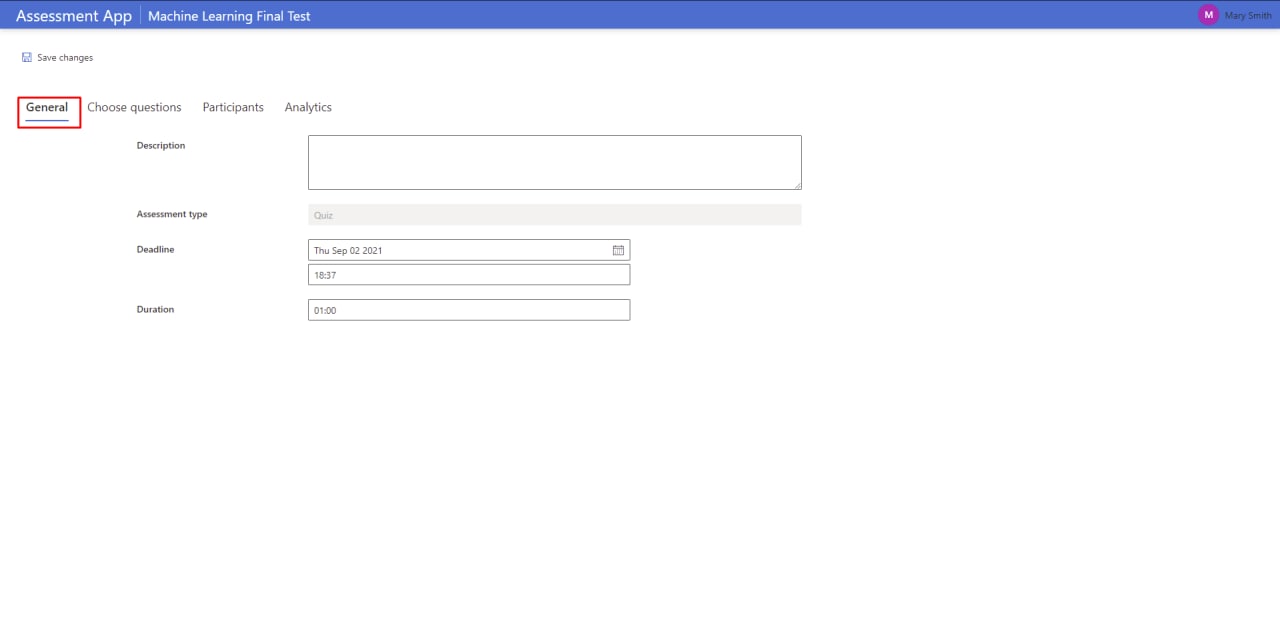 Assessment App Machine Learning Final Test M Mary Smith
Save changes
General Choose questions Participants Analytics
Description
Assessment type Quiz
Deadline Thu Sep 02 2021
18:37
Duration 01:00